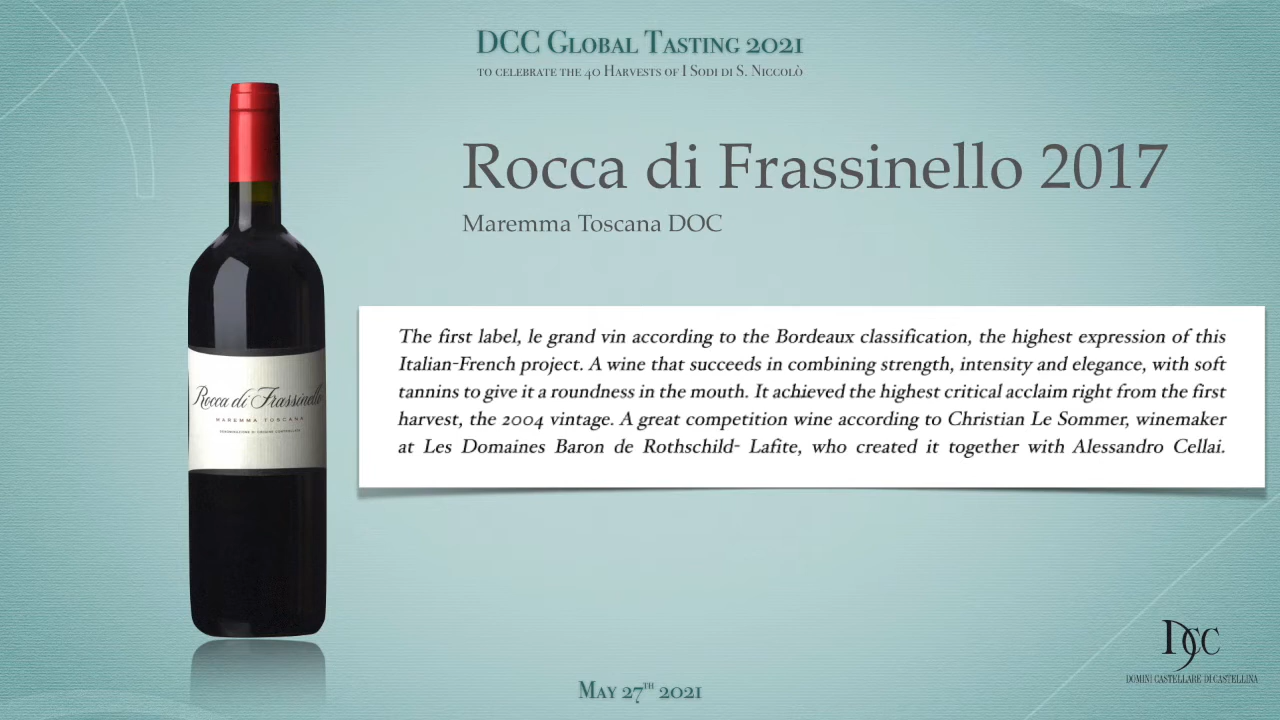 DCC Global Tasting 2021
to celebrate the 40 Harvests of I Sodi di S. Niccolò
Rocca di Frassinello 2017
Maremma Toscana DOC
The first label, le grand vin according to the Bordeaux classification, the highest expression of this
Italian-French project. A wine that succeeds in combining strength, intensity and elegance, with soft
tannins to give it a roundness in the mouth. It achieved the highest critical acclaim right from the first
harvest, the 2004 vintage. A great competition wine according to Christian Le Sommer, winemaker
at Les Domaines Baron de Rothschild- Lafite, who created it together with Alessandro Cellai.
Rocca di Frassinello
MAREMMA TOSCANA
DENOMINAZIONE DI ORIGINE CONTROLLATA
DCC
DOMINI CASTELLARE DI CASTELLINA
May 27th 2021